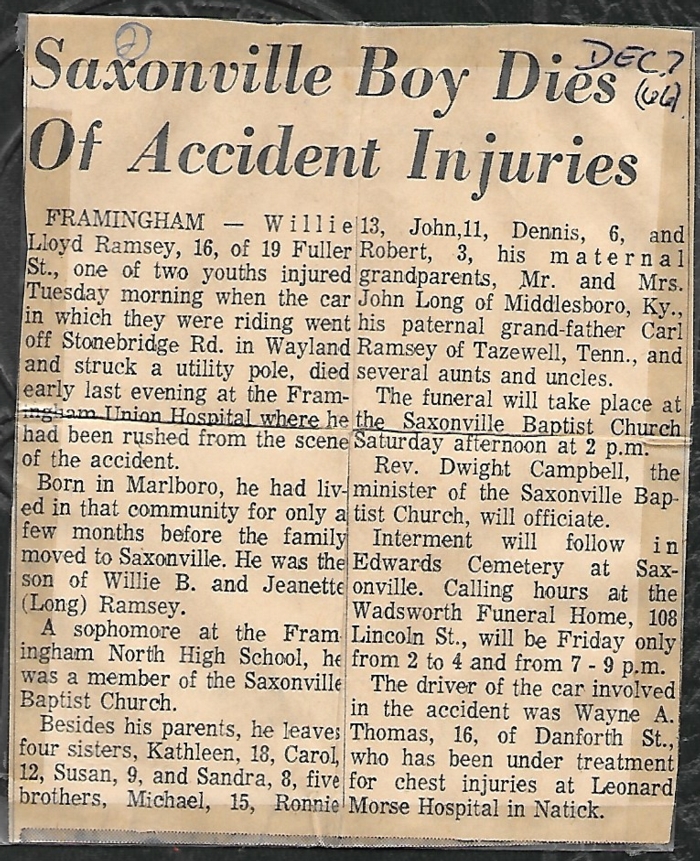 ②
DEC. 7
(66)
Saxonville Boy Dies
Of Accident Injuries
FRAMINGHAM — Willie
Lloyd Ramsey, 16, of 19 Fuller
St., one of two youths injured
Tuesday morning when the car
in which they were riding went
off Stonebridge Rd. in Wayland
and struck a utility pole, died
early last evening at the Fram-
ingham Union Hospital where he
had been rushed from the scene
of the accident.
Born in Marlboro, he had liv-
ed in that community for only a
few months before the family
moved to Saxonville. He was the
son of Willie B. and Jeanette
(Long) Ramsey.
A sophomore at the Fram
ingham North High School, he
was a member of the Saxonville
Baptist Church.
Besides his parents, he leaves
four sisters, Kathleen, 18, Carol,
12, Susan, 9, and Sandra, 8, five
brothers, Michael, 15, Ronnie
13, John,11, Dennis, 6, and
Robert, 3, his maternal
grandparents, Mr. and Mrs.
John Long of Middlesboro, Ky.,
his paternal grand-father Carl
Ramsey of Tazewell, Tenn., and
several aunts and uncles.
The funeral will take place at
the Saxonville Baptist Church
Saturday afternoon at 2 p.m.
Rev. Dwight Campbell, the
minister of the Saxonville Bap-
tist Church, will officiate.
Interment will follow in
Edwards Cemetery at Sax-
onville. Calling hours at the
Wadsworth Funeral Home, 108
Lincoln St., will be Friday only
from 2 to 4 and from 7 - 9 p.m.
The driver of the car involved
in the accident was Wayne A.
Thomas, 16, of Danforth St.,
who has been under treatment
for chest injuries at Leonard
Morse Hospital in Natick.